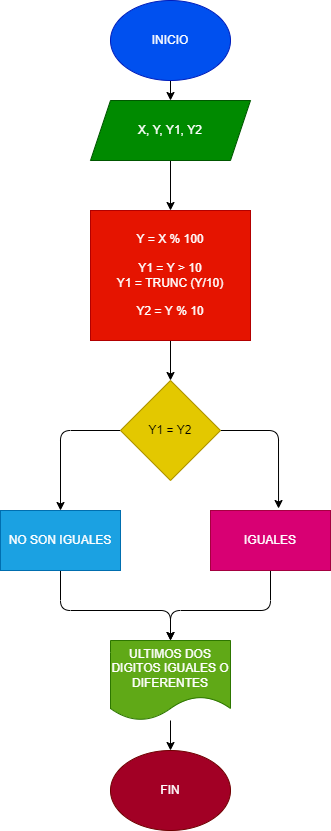 INICIO
X, Y, Y1, Y2
Y = X % 100
Y1 = Y > 10
Y1 = TRUNC (Y/10)
Y2 = Y % 10
Y1 = Y2
NO SON IGUALES
IGUALES
ULTIMOS DOS
DIGITOS IGUALES O
DIFERENTES
FIN